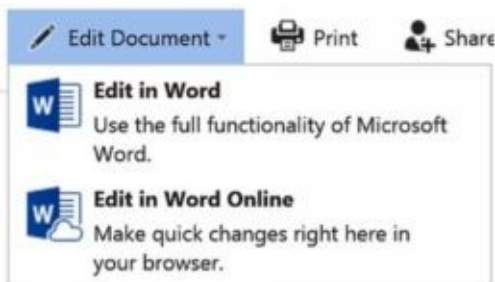 Edit Document Print Share
Edit in Word
Use the full functionality of Microsoft
Word.
Edit in Word Online
Make quick changes right here in
your browser.